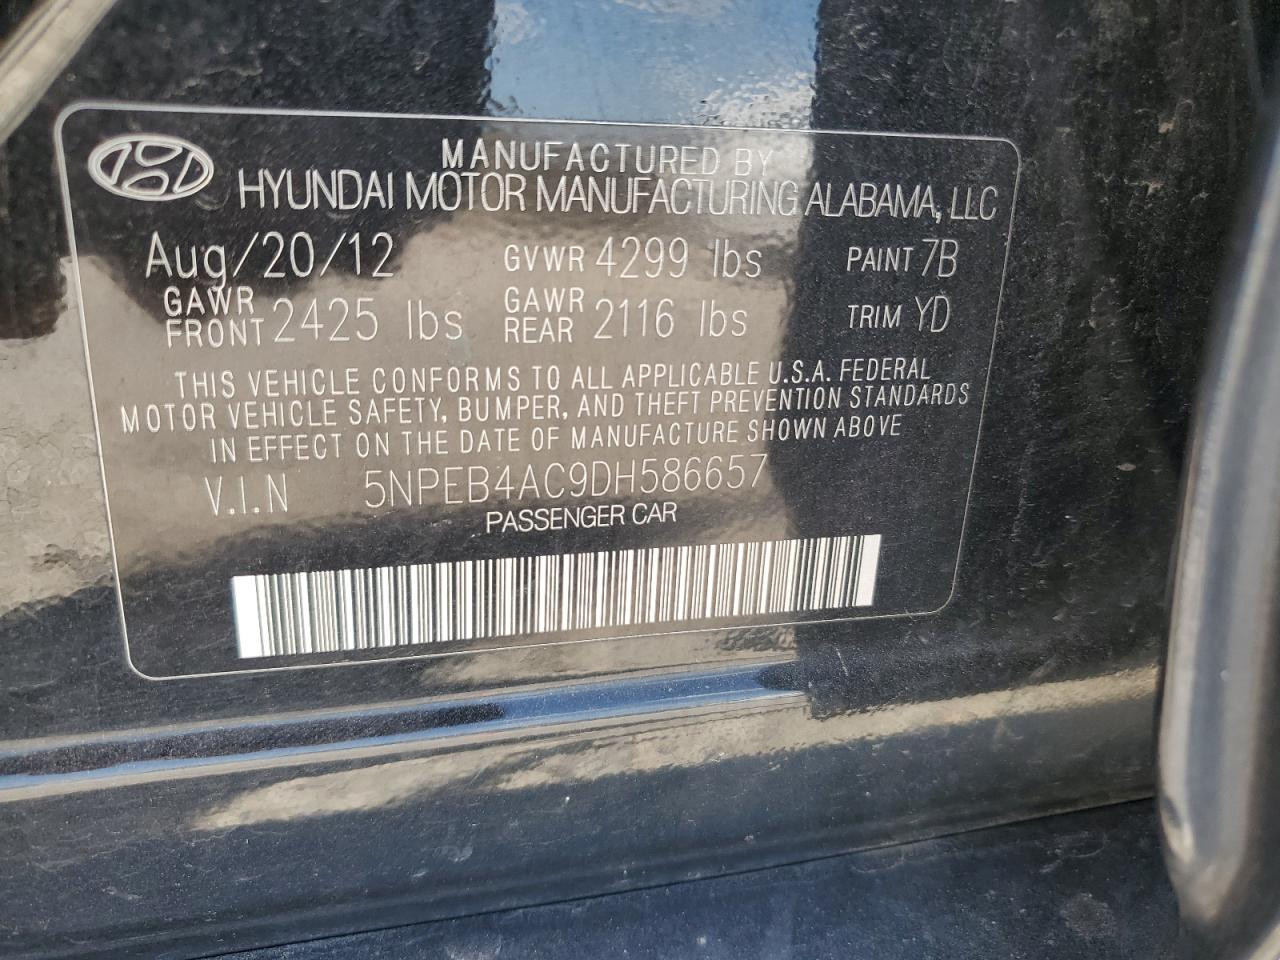 MANUFACTURED BY
HYUNDAI MOTOR MANUFACTURING ALABAMA, LLC
Aug/20/12 GVWR 4299 lbs PAINT 7B
GAWR FRONT 2425 lbs GAWR REAR 2116 lbs TRIM YD
THIS VEHICLE CONFORMS TO ALL APPLICABLE U.S.A. FEDERAL
MOTOR VEHICLE SAFETY, BUMPER, AND THEFT PREVENTION STANDARDS
IN EFFECT ON THE DATE OF MANUFACTURE SHOWN ABOVE
V.I.N 5NPEB4AC9DH586657
PASSENGER CAR